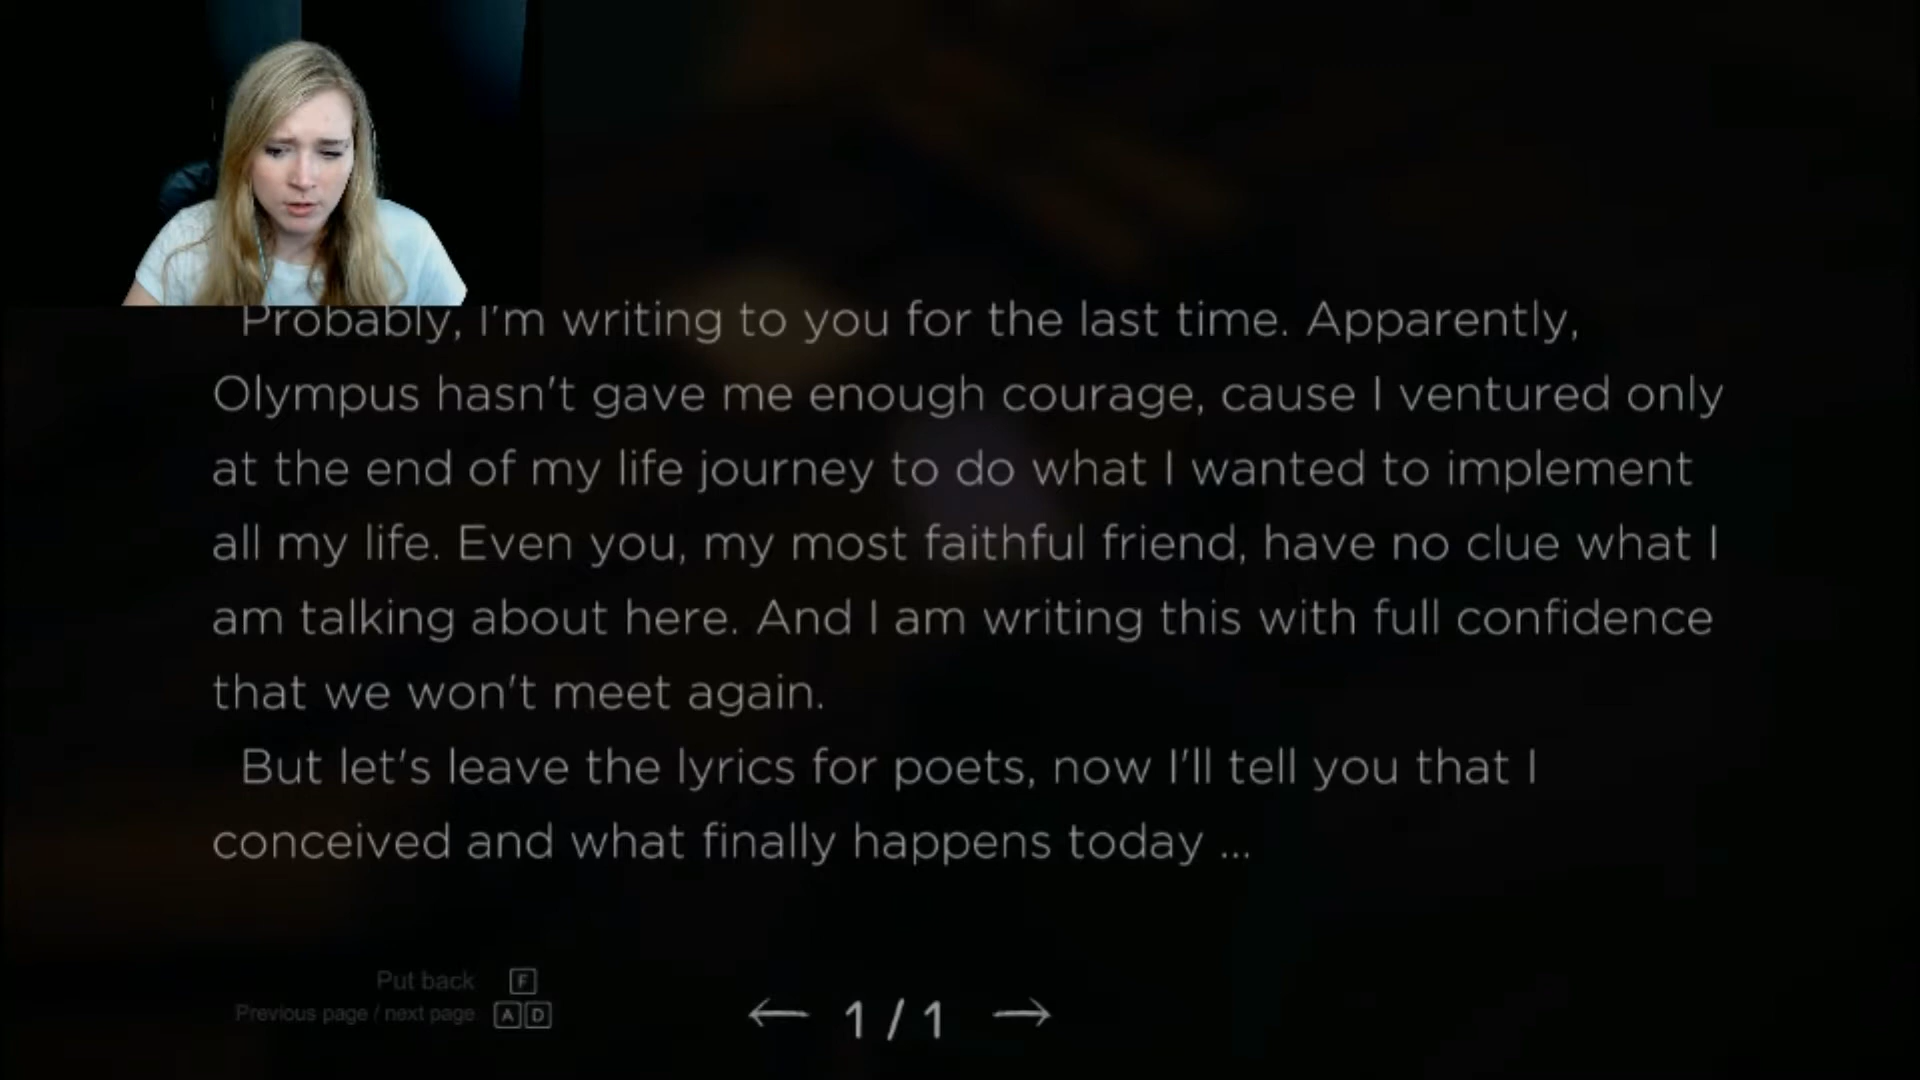 Probably, I'm writing to you for the last time. Apparently,
Olympus hasn't gave me enough courage, cause I ventured only
at the end of my life journey to do what I wanted to implement
all my life. Even you, my most faithful friend, have no clue what I
am talking about here. And I am writing this with full confidence
that we won't meet again.
But let's leave the lyrics for poets, now I'll tell you that I
conceived and what finally happens today ...
Put back F
Previous page / next page A D
← 1 / 1 →